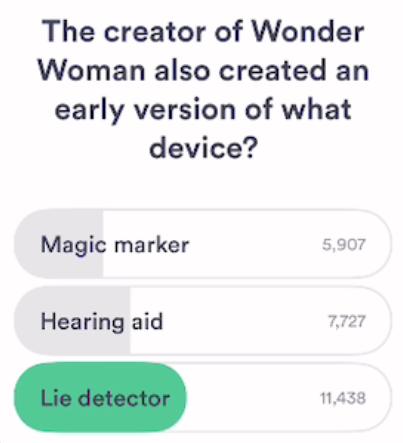 The creator of Wonder
Woman also created an
early version of what
device?
Magic marker 5,907
Hearing aid 7,727
Lie detector 11,438